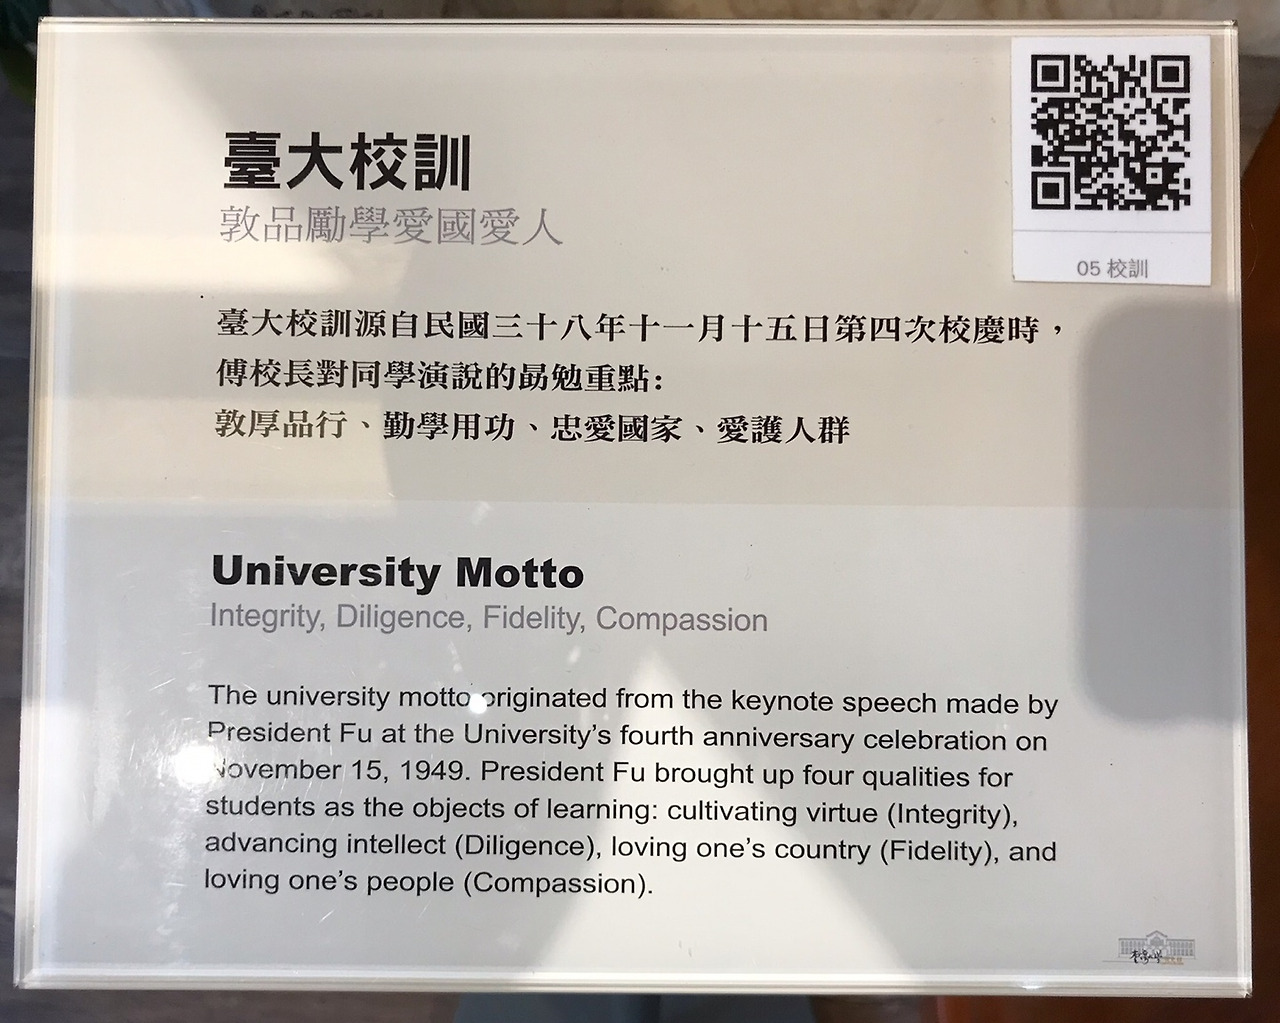 臺大校訓
敦品勵學愛國愛人
05 校訓
臺大校訓源自民國三十八年十一月十五日第四次校慶時，
傅校長對同學演說的勗勉重點：
敦厚品行、勤學用功、忠愛國家、愛護人群
University Motto
Integrity, Diligence, Fidelity, Compassion
The university motto originated from the keynote speech made by
President Fu at the University’s fourth anniversary celebration on
November 15, 1949. President Fu brought up four qualities for
students as the objects of learning: cultivating virtue (Integrity),
advancing intellect (Diligence), loving one’s country (Fidelity), and
loving one’s people (Compassion).